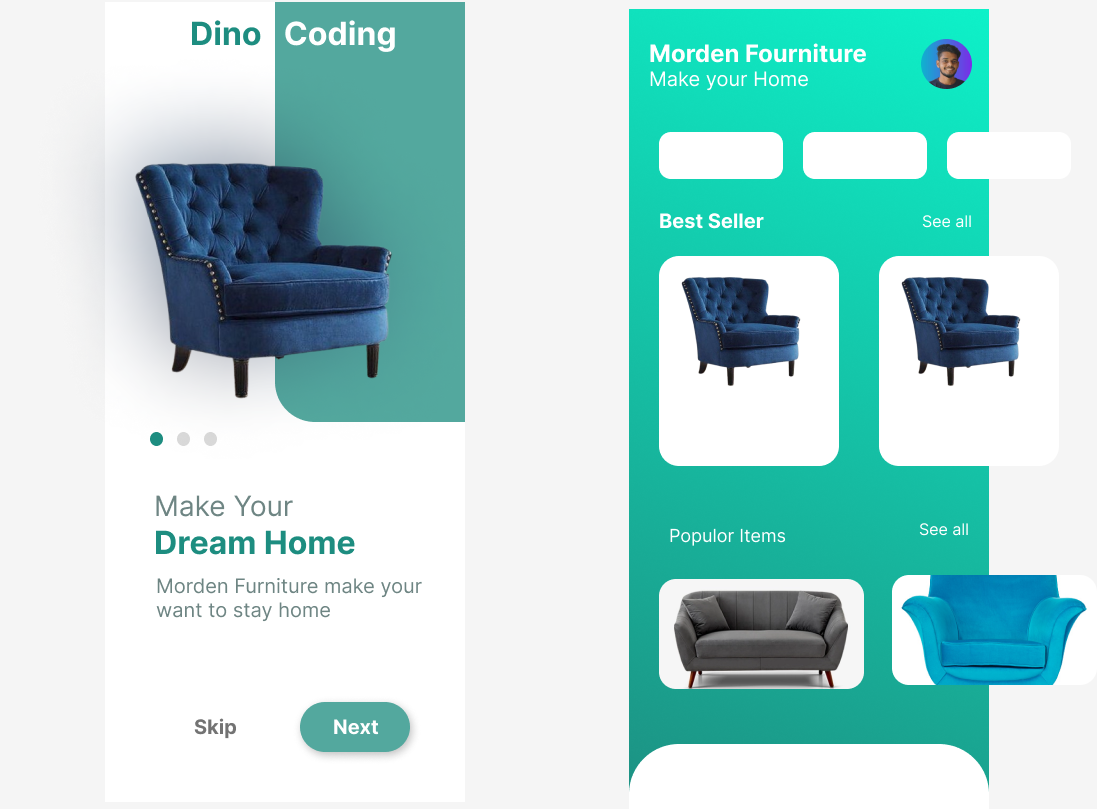 Dino Coding
Make Your
Dream Home
Morden Furniture make your
want to stay home
Skip
Next
Morden Fourniture
Make your Home
Best Seller
See all
Populor Items
See all